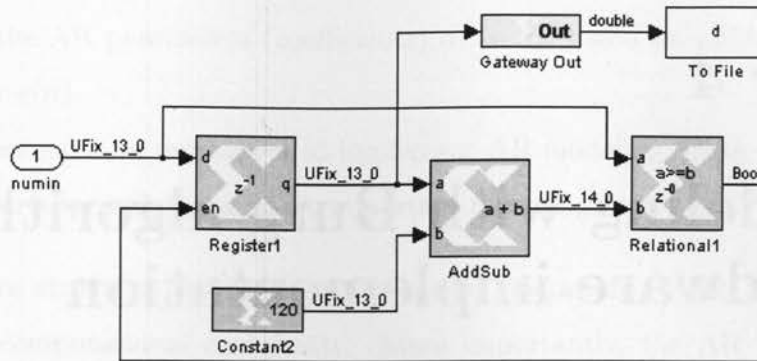 Out
double
Gateway Out
To File
1
UFix_13_0
numin
d
z-1
q
en
Register1
UFix_13_0
a
b
a + b
AddSub
UFix_14_0
a
a>=b
z-0
b
Relational1
Boo
120
UFix_13_0
Constant2